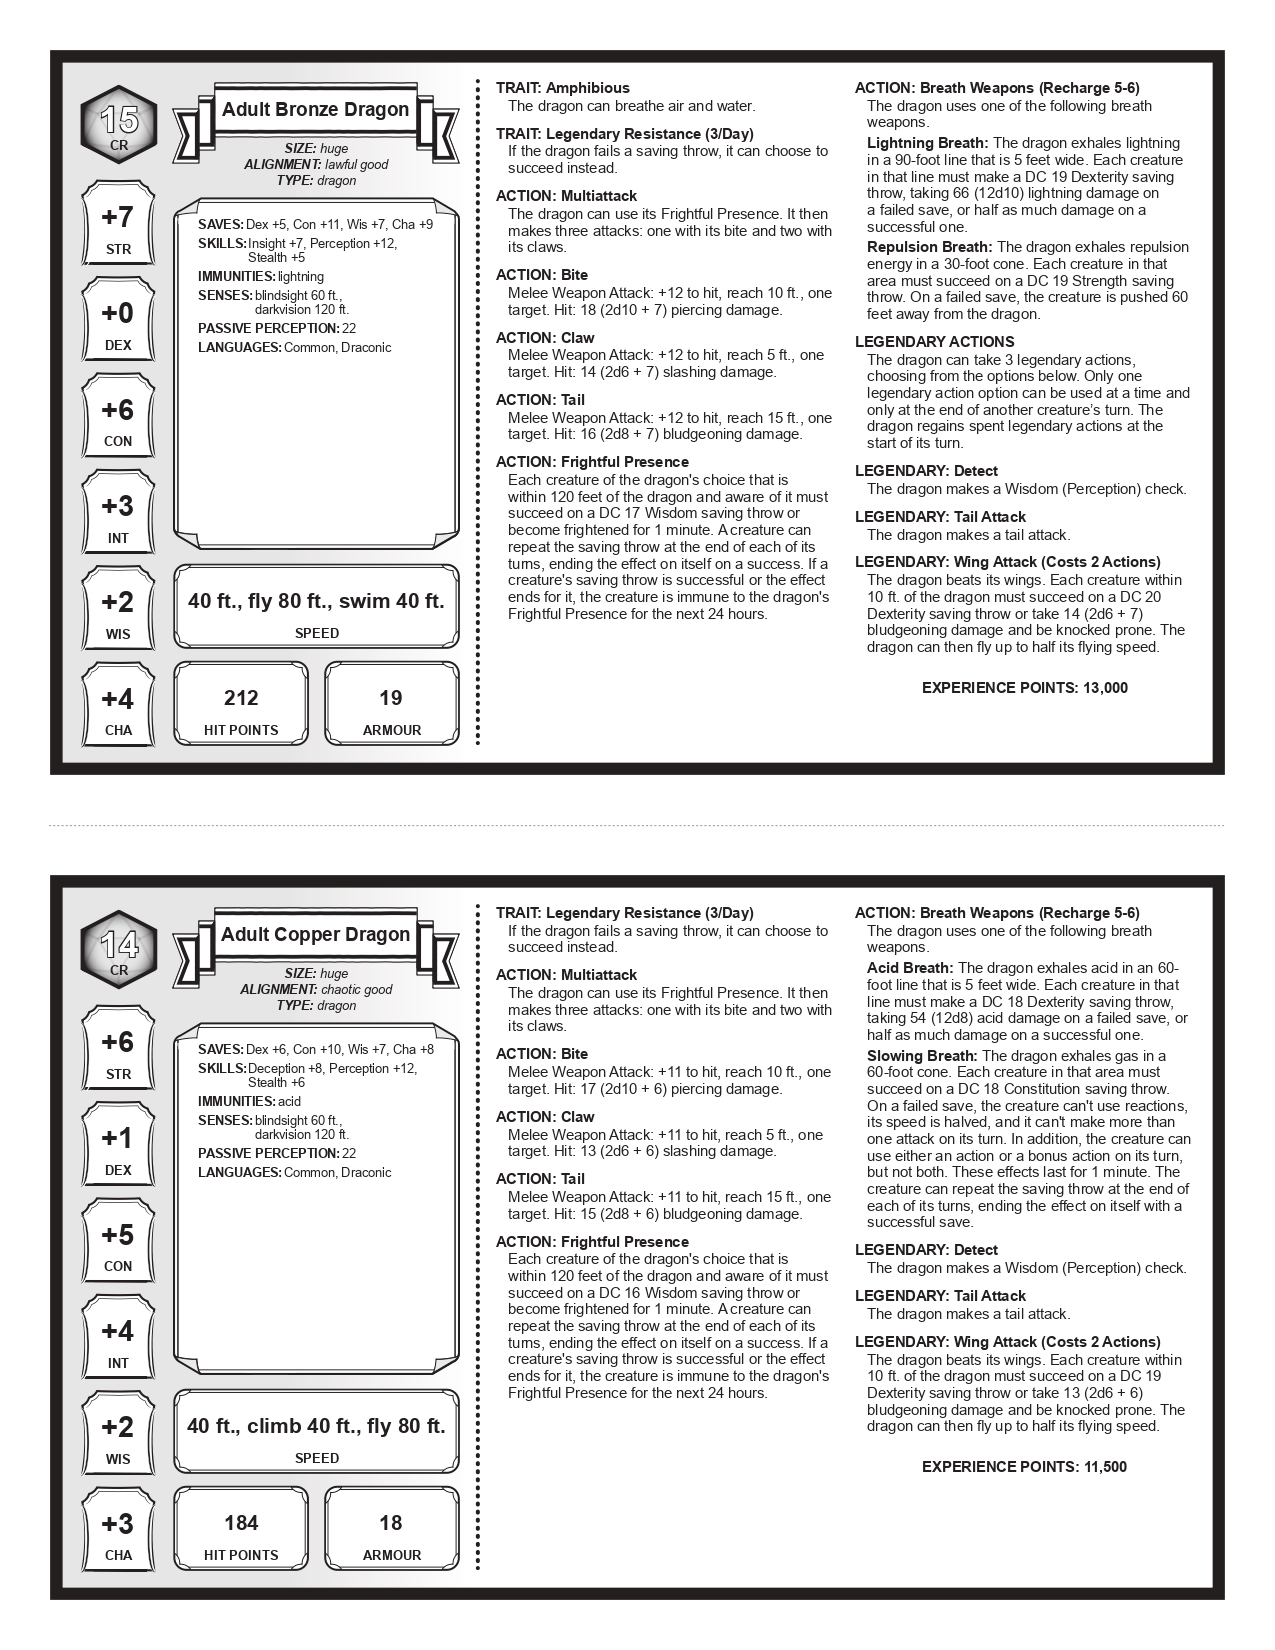 15
CR
Adult Bronze Dragon
SIZE: huge
ALIGNMENT: lawful good
TYPE: dragon
+7
STR
+0
DEX
+6
CON
+3
INT
+2
WIS
+4
CHA
SAVES: Dex +5, Con +11, Wis +7, Cha +9
SKILLS: Insight +7, Perception +12,
Stealth +5
IMMUNITIES: lightning
SENSES: blindsight 60 ft.,
darkvision 120 ft.
PASSIVE PERCEPTION: 22
LANGUAGES: Common, Draconic
40 ft., fly 80 ft., swim 40 ft.
SPEED
212
HIT POINTS
19
ARMOUR
TRAIT: Amphibious
The dragon can breathe air and water.
TRAIT: Legendary Resistance (3/Day)
If the dragon fails a saving throw, it can choose to
succeed instead.
ACTION: Multiattack
The dragon can use its Frightful Presence. It then
makes three attacks: one with its bite and two with
its claws.
ACTION: Bite
Melee Weapon Attack: +12 to hit, reach 10 ft., one
target. Hit: 18 (2d10 + 7) piercing damage.
ACTION: Claw
Melee Weapon Attack: +12 to hit, reach 5 ft., one
target. Hit: 14 (2d6 + 7) slashing damage.
ACTION: Tail
Melee Weapon Attack: +12 to hit, reach 15 ft., one
target. Hit: 16 (2d8 + 7) bludgeoning damage.
ACTION: Frightful Presence
Each creature of the dragon's choice that is
within 120 feet of the dragon and aware of it must
succeed on a DC 17 Wisdom saving throw or
become frightened for 1 minute. A creature can
repeat the saving throw at the end of each of its
turns, ending the effect on itself on a success. If a
creature's saving throw is successful or the effect
ends for it, the creature is immune to the dragon's
Frightful Presence for the next 24 hours.
ACTION: Breath Weapons (Recharge 5-6)
The dragon uses one of the following breath
weapons.
Lightning Breath: The dragon exhales lightning
in a 90-foot line that is 5 feet wide. Each creature
in that line must make a DC 19 Dexterity saving
throw, taking 66 (12d10) lightning damage on
a failed save, or half as much damage on a
successful one.
Repulsion Breath: The dragon exhales repulsion
energy in a 30-foot cone. Each creature in that
area must succeed on a DC 19 Strength saving
throw. On a failed save, the creature is pushed 60
feet away from the dragon.
LEGENDARY ACTIONS
The dragon can take 3 legendary actions,
choosing from the options below. Only one
legendary action option can be used at a time and
only at the end of another creature’s turn. The
dragon regains spent legendary actions at the
start of its turn.
LEGENDARY: Detect
The dragon makes a Wisdom (Perception) check.
LEGENDARY: Tail Attack
The dragon makes a tail attack.
LEGENDARY: Wing Attack (Costs 2 Actions)
The dragon beats its wings. Each creature within
10 ft. of the dragon must succeed on a DC 20
Dexterity saving throw or take 14 (2d6 + 7)
bludgeoning damage and be knocked prone. The
dragon can then fly up to half its flying speed.
EXPERIENCE POINTS: 13,000
14
CR
Adult Copper Dragon
SIZE: huge
ALIGNMENT: chaotic good
TYPE: dragon
+6
STR
+1
DEX
+5
CON
+4
INT
+2
WIS
+3
CHA
SAVES: Dex +6, Con +10, Wis +7, Cha +8
SKILLS: Deception +8, Perception +12,
Stealth +6
IMMUNITIES: acid
SENSES: blindsight 60 ft.,
darkvision 120 ft.
PASSIVE PERCEPTION: 22
LANGUAGES: Common, Draconic
40 ft., climb 40 ft., fly 80 ft.
SPEED
184
HIT POINTS
18
ARMOUR
TRAIT: Legendary Resistance (3/Day)
If the dragon fails a saving throw, it can choose to
succeed instead.
ACTION: Multiattack
The dragon can use its Frightful Presence. It then
makes three attacks: one with its bite and two with
its claws.
ACTION: Bite
Melee Weapon Attack: +11 to hit, reach 10 ft., one
target. Hit: 17 (2d10 + 6) piercing damage.
ACTION: Claw
Melee Weapon Attack: +11 to hit, reach 5 ft., one
target. Hit: 13 (2d6 + 6) slashing damage.
ACTION: Tail
Melee Weapon Attack: +11 to hit, reach 15 ft., one
target. Hit: 15 (2d8 + 6) bludgeoning damage.
ACTION: Frightful Presence
Each creature of the dragon's choice that is
within 120 feet of the dragon and aware of it must
succeed on a DC 16 Wisdom saving throw or
become frightened for 1 minute. A creature can
repeat the saving throw at the end of each of its
turns, ending the effect on itself on a success. If a
creature's saving throw is successful or the effect
ends for it, the creature is immune to the dragon's
Frightful Presence for the next 24 hours.
ACTION: Breath Weapons (Recharge 5-6)
The dragon uses one of the following breath
weapons.
Acid Breath: The dragon exhales acid in an 60-
foot line that is 5 feet wide. Each creature in that
line must make a DC 18 Dexterity saving throw,
taking 54 (12d8) acid damage on a failed save, or
half as much damage on a successful one.
Slowing Breath: The dragon exhales gas in a
60-foot cone. Each creature in that area must
succeed on a DC 18 Constitution saving throw.
On a failed save, the creature can't use reactions,
its speed is halved, and it can't make more than
one attack on its turn. In addition, the creature can
use either an action or a bonus action on its turn,
but not both. These effects last for 1 minute. The
creature can repeat the saving throw at the end of
each of its turns, ending the effect on itself with a
successful save.
LEGENDARY: Detect
The dragon makes a Wisdom (Perception) check.
LEGENDARY: Tail Attack
The dragon makes a tail attack.
LEGENDARY: Wing Attack (Costs 2 Actions)
The dragon beats its wings. Each creature within
10 ft. of the dragon must succeed on a DC 19
Dexterity saving throw or take 13 (2d6 + 6)
bludgeoning damage and be knocked prone. The
dragon can then fly up to half its flying speed.
EXPERIENCE POINTS: 11,500